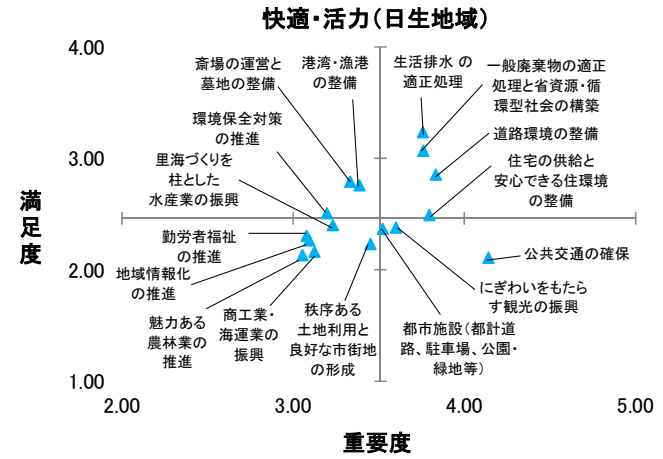 快適・活力（日生地域）
4.00
3.00
2.00
1.00
2.00
3.00
4.00
5.00
満足度
重要度
斎場の運営と
墓地の整備
港湾・漁港
の整備
生活排水 の
適正処理
一般廃棄物の適正
処理と省資源・循
環型社会の構築
環境保全対策
の推進
道路環境の整備
里海づくりを
柱とした
水産業の振興
住宅の供給と
安心できる住環境
の整備
勤労者福祉
の推進
公共交通の確保
地域情報化
の推進
にぎわいをもたら
す観光の振興
魅力ある
農林業の
推進
商工業・
海運業の
振興
秩序ある
土地利用と
良好な市街地
の形成
都市施設（都計道
路、駐車場、公園・
緑地等）